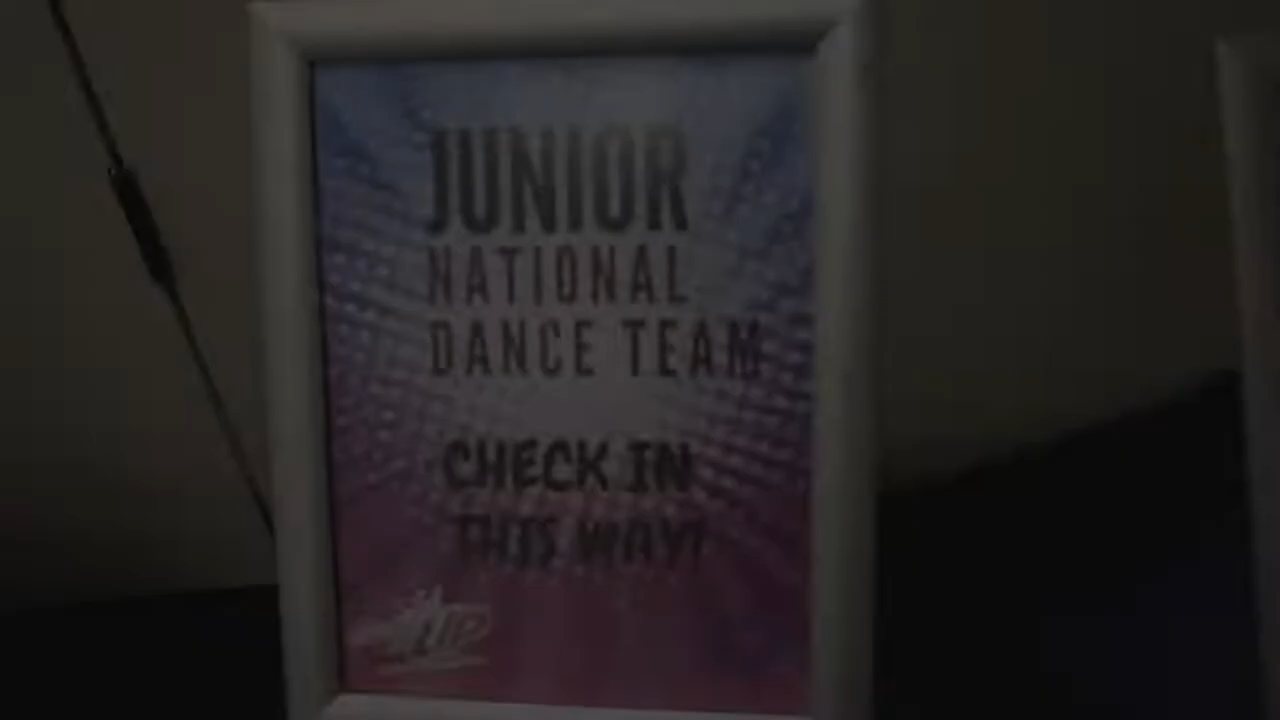 JUNIOR
NATIONAL
DANCE TEAM
CHECK IN
THIS WAY!